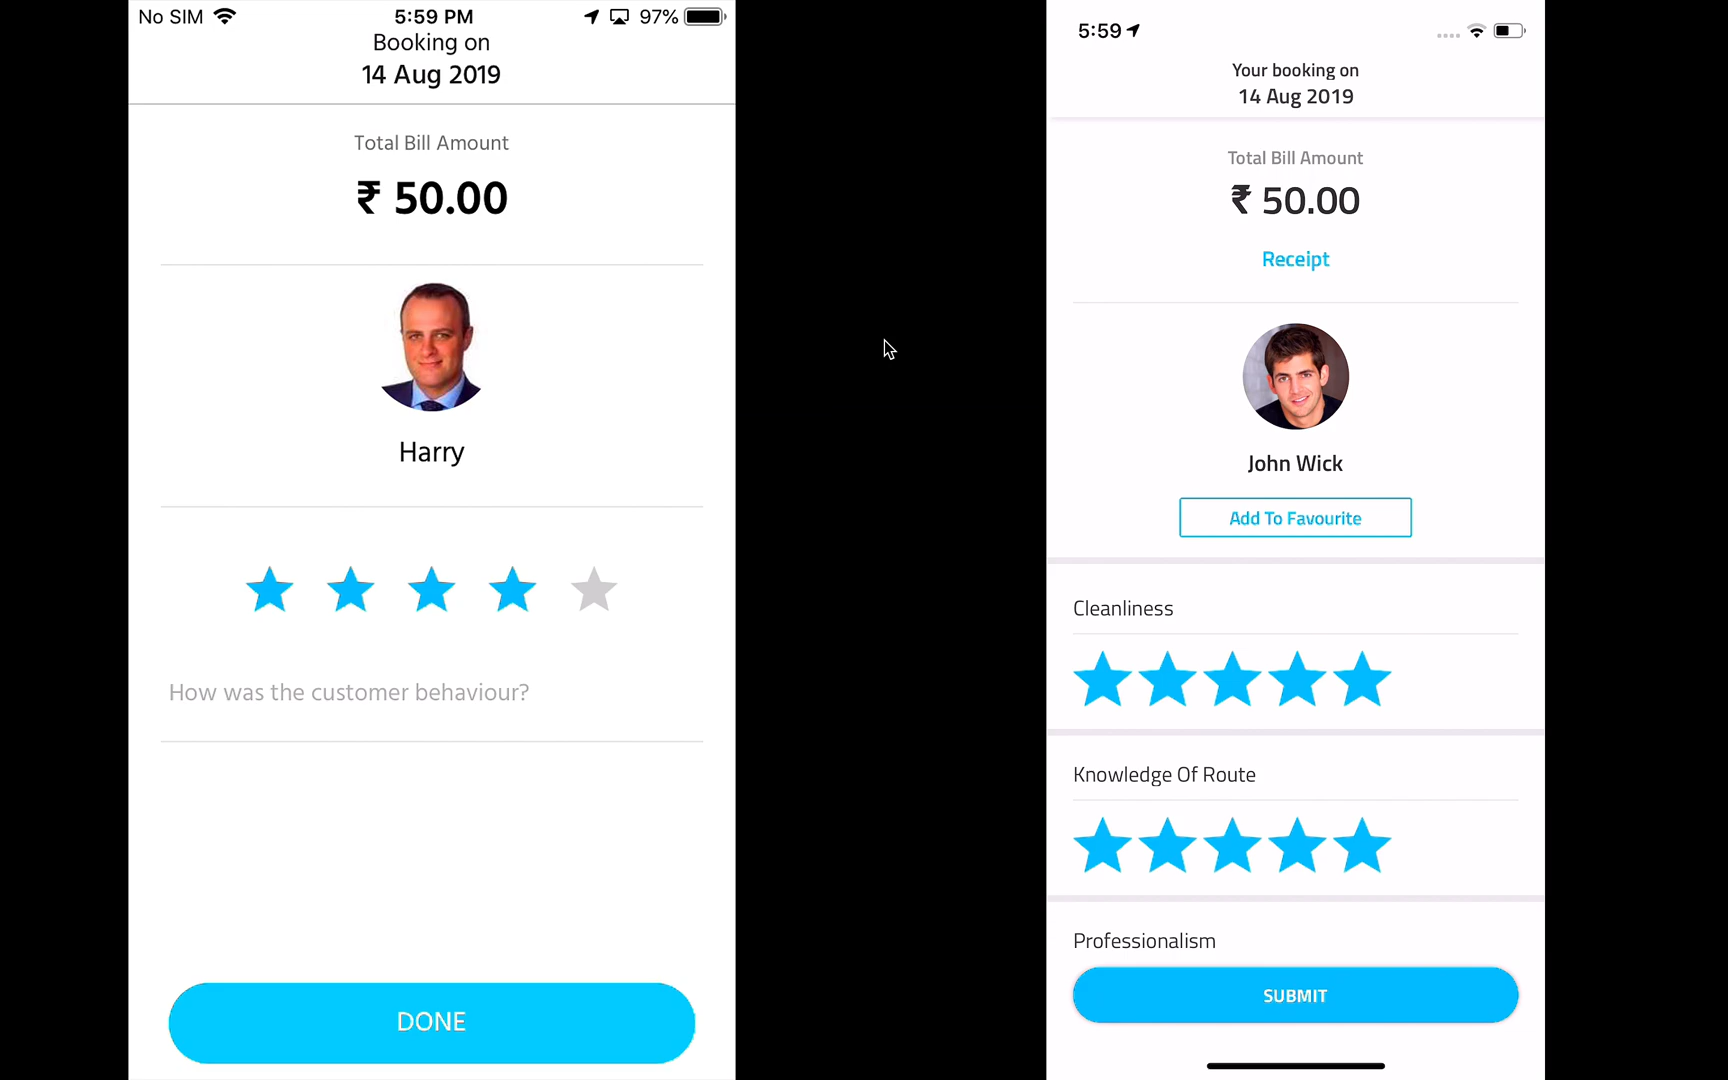 No SIM 5:59 PM 97%
Booking on
14 Aug 2019
Total Bill Amount
₹ 50.00
Harry
How was the customer behaviour?
DONE
5:59
Your booking on
14 Aug 2019
Total Bill Amount
₹ 50.00
Receipt
John Wick
Add To Favourite
Cleanliness
Knowledge Of Route
Professionalism
SUBMIT